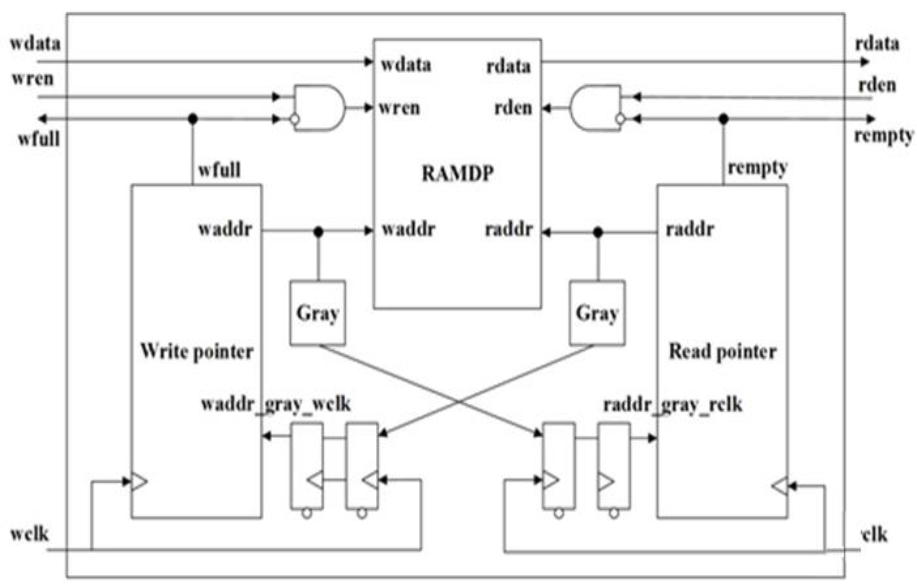 wdata
wren
wfull
wdata
rdata
wren
rden
RAMDP
waddr
raddr
rdata
rden
rempty
wfull
rempty
waddr
raddr
Gray
Gray
Write pointer
Read pointer
waddr_gray_wclk
raddr_gray_rclk
wclk
clk